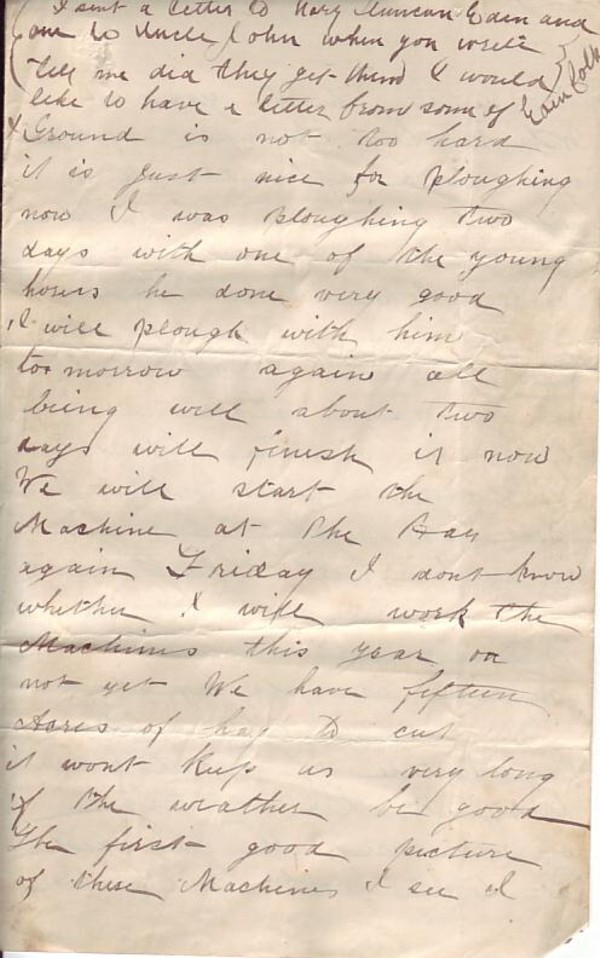 I sent a letter to Mary Duncan Eden and
one to Uncle John when you write
(Tell me did they get them I would)
like to have a letter from some of Eden folk
Ground is not too hard
it is just nice for ploughing
now I was ploughing two
days with one of the young
horses he done very good
I will plough with him
too morrow again all
being well about two
days will finish it now
We will start the
Machine at the Hay
again Friday I dont know
whether I will work the
Machines this year or
not yet We have fifteen
Acres of hay to cut
it wont Keep us very long
if the weather be good
The first good picture
of these Machines I see I